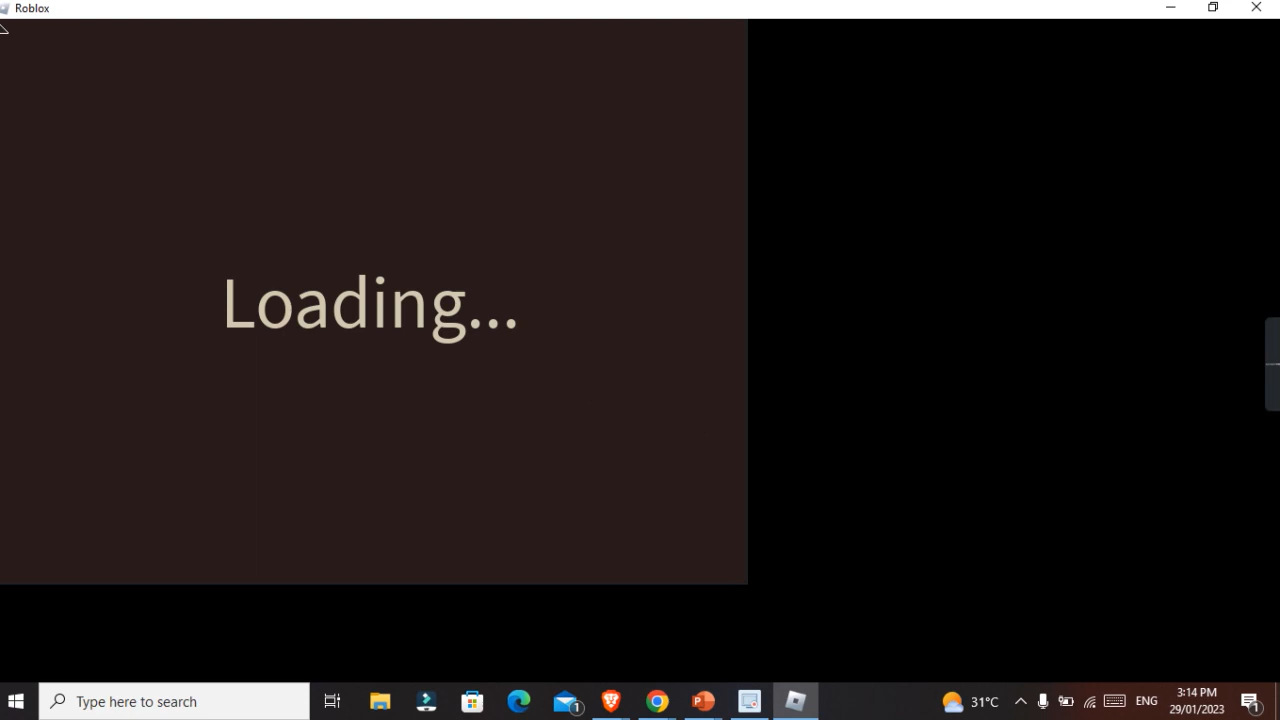 Roblox
Loading...
Type here to search
1
P
31°C
ENG
3:14 PM
29/01/2023
1